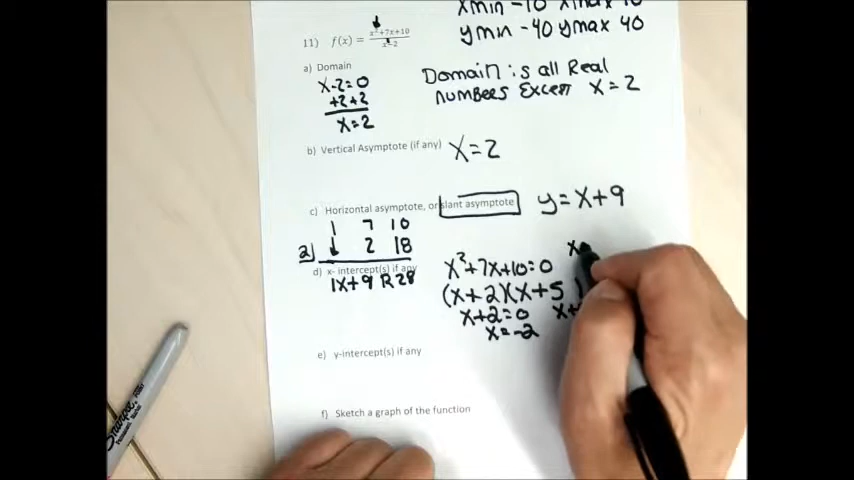 xmin -10 xmax 10
ymin -40 ymax 40
11) f(x) = x²+7x+10 / x-2
a) Domain
x-2=0
+2 +2
x=2
Domain is all Real
numbers Except x=2
b) Vertical Asymptote (if any) x=2
c) Horizontal asymptote, or slant asymptote y=x+9
1 7 10
2 ↓ 2 18
1x+9 R28
d) x- intercept(s) if any
x²+7x+10=0
(x+2)(x+5)
x+2=0
x=-2
e) y-intercept(s) if any
f) Sketch a graph of the function
Sharpie